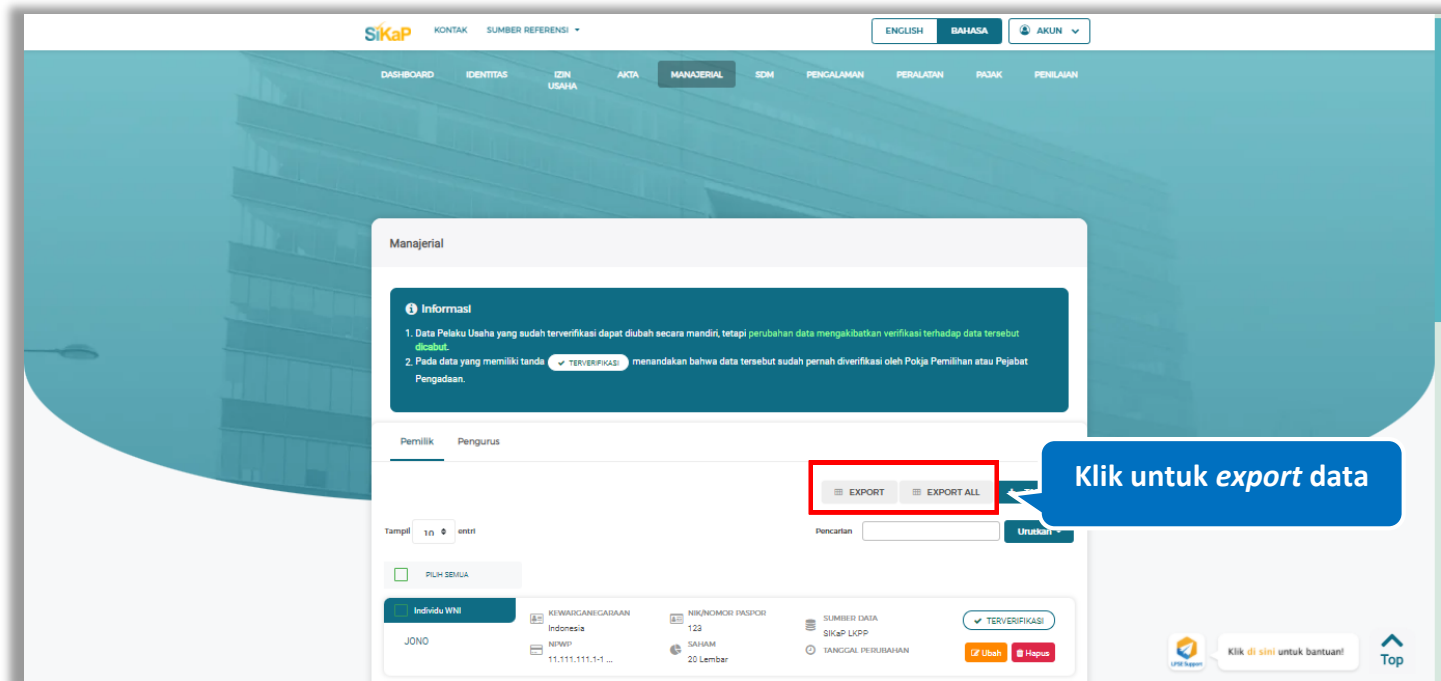 SiKaP KONTAK SUMBER REFERENSI ENGLISH BAHASA AKUN
DASHBOARD IDENTITAS IZIN USAHA AKTA MANAJERIAL SDM PENGALAMAN PERALATAN PAJAK PENILAIAN
Manajerial
Informasi
1. Data Pelaku Usaha yang sudah terverifikasi dapat diubah secara mandiri, tetapi perubahan data mengakibatkan verifikasi terhadap data tersebut
dicabut.
2. Pada data yang memiliki tanda TERVERIFIKASI menandakan bahwa data tersebut sudah pernah diverifikasi oleh Pokja Pemilihan atau Pejabat
Pengadaan.
Pemilik Pengurus
Klik untuk export data
EXPORT EXPORT ALL
Tampil 10 entri Pencarian Urutkan
PILIH SEMUA
Individu WNI
JONO
KEWARGANEGARAAN
Indonesia
NPWP
11.111.111.1-1 ...
NIK/NOMOR PASPOR
123
SAHAM
20 Lembar
SUMBER DATA
SIKaP LKPP
TANGGAL PERUBAHAN
TERVERIFIKASI
Ubah Hapus
LPSE Support
Klik di sini untuk bantuan!
Top